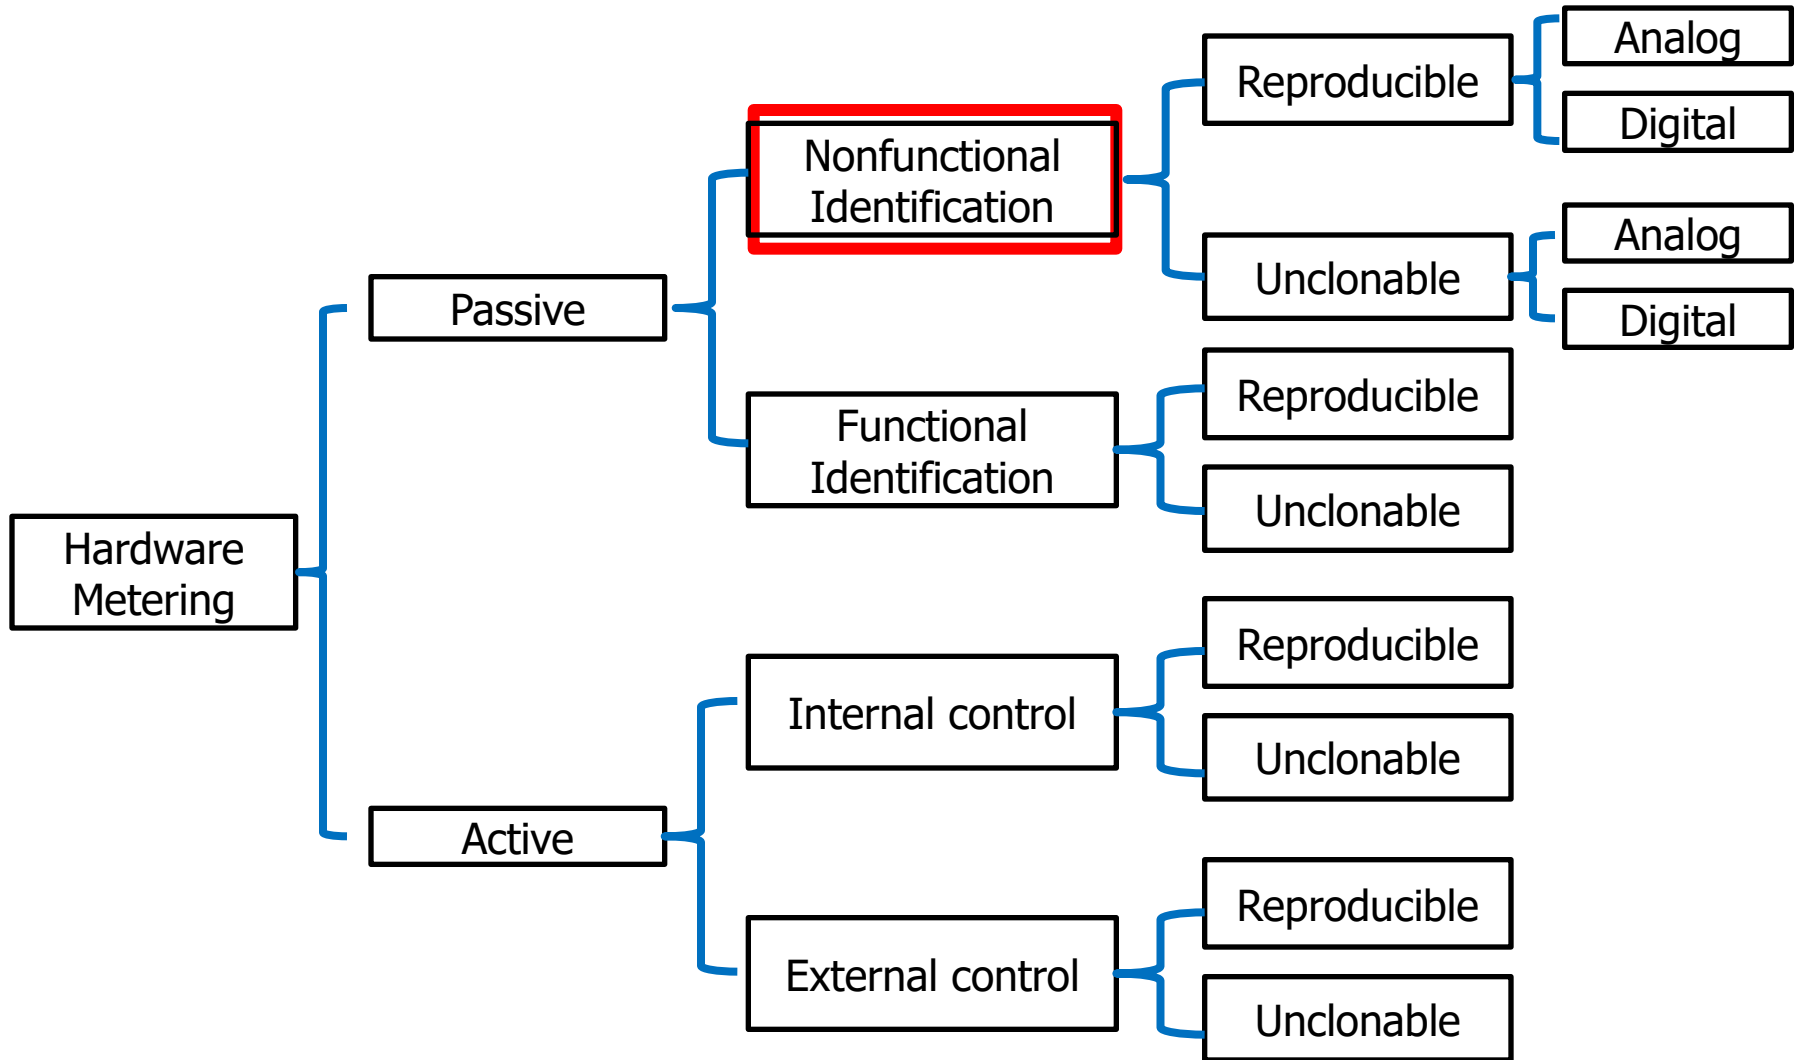 Hardware
Metering
Passive
Nonfunctional
Identification
Reproducible
Analog
Digital
Unclonable
Analog
Digital
Functional
Identification
Reproducible
Unclonable
Active
Internal control
Reproducible
Unclonable
External control
Reproducible
Unclonable